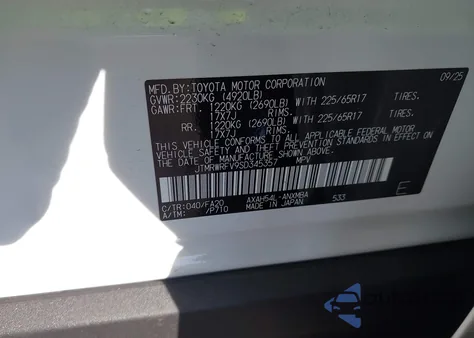 MFD.BY:TOYOTA MOTOR CORPORATION 09/25
GVWR:2230KG (4920LB)
GAWR:FRT. 1220KG (2690LB) WITH 225/65R17 TIRES.
17X7J RIMS.
RR. 1220KG (2690LB) WITH 225/65R17 TIRES.
17X7J RIMS.
THIS VEHICLE CONFORMS TO ALL APPLICABLE FEDERAL MOTOR
VEHICLE SAFETY AND THEFT PREVENTION STANDARDS IN EFFECT ON
THE DATE OF MANUFACTURE SHOWN ABOVE.
JTMRWRFV9SD345357 MPV
C/TR:040/FA20 AXAH54L-ANXMBA 533 E
A/TM: /P710 MADE IN JAPAN